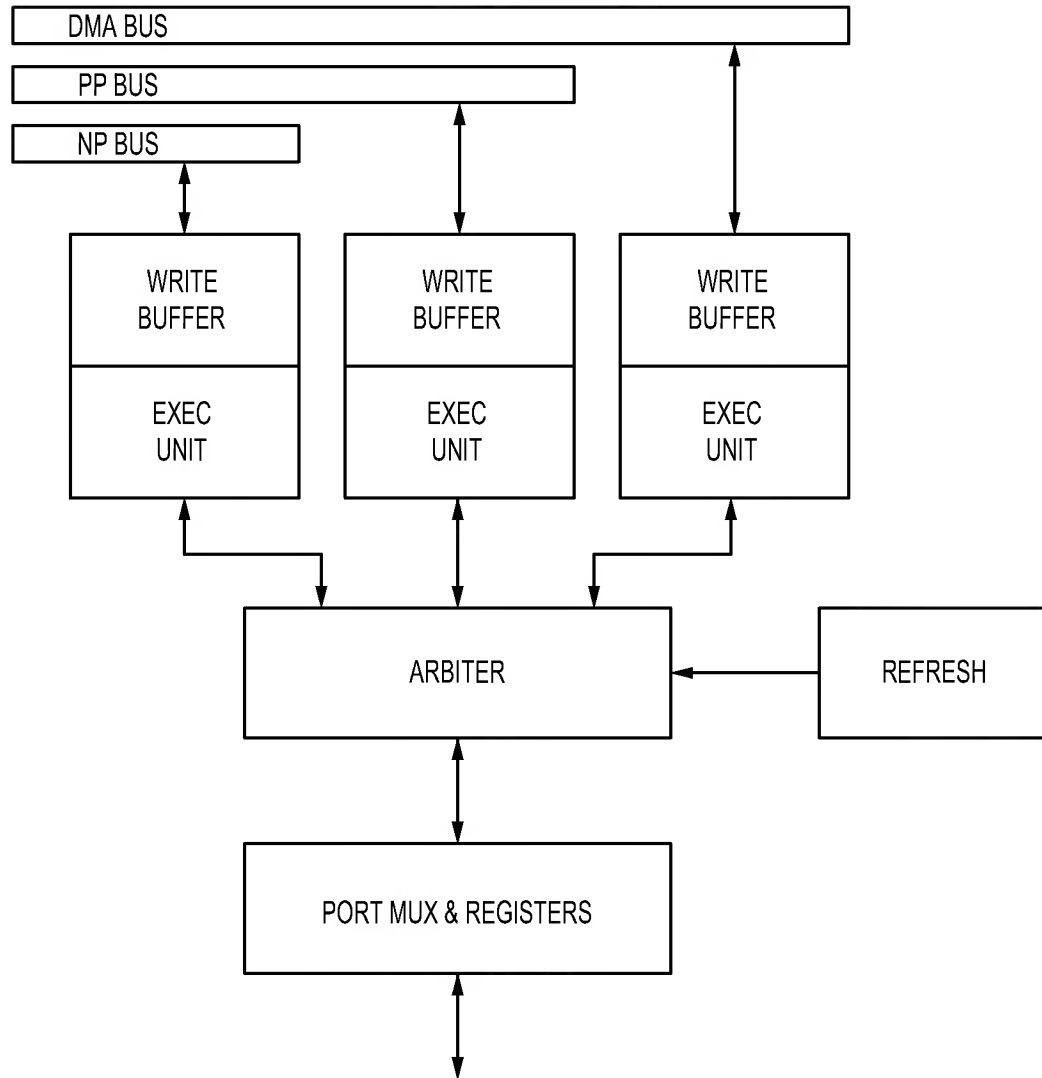 DMA BUS
PP BUS
NP BUS
WRITE
BUFFER
WRITE
BUFFER
WRITE
BUFFER
EXEC
UNIT
EXEC
UNIT
EXEC
UNIT
ARBITER
REFRESH
PORT MUX & REGISTERS